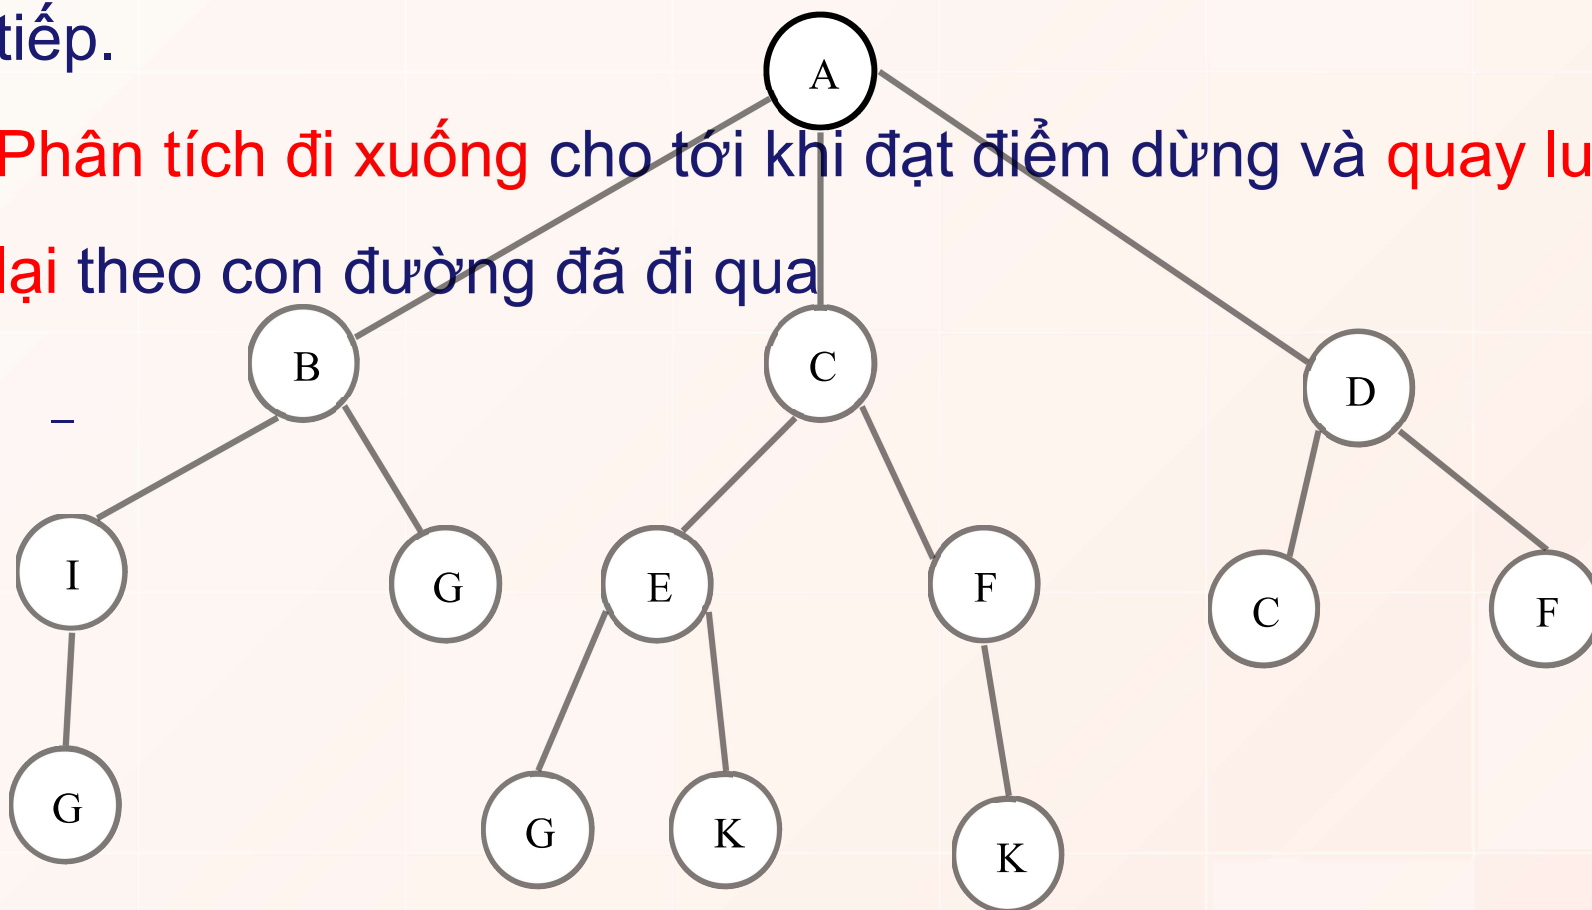 tiếp.
A
Phân tích đi xuống cho tới khi đạt điểm dừng và quay
lại theo con đường đã đi qua
B C D
–
I G E F C F
G G K K